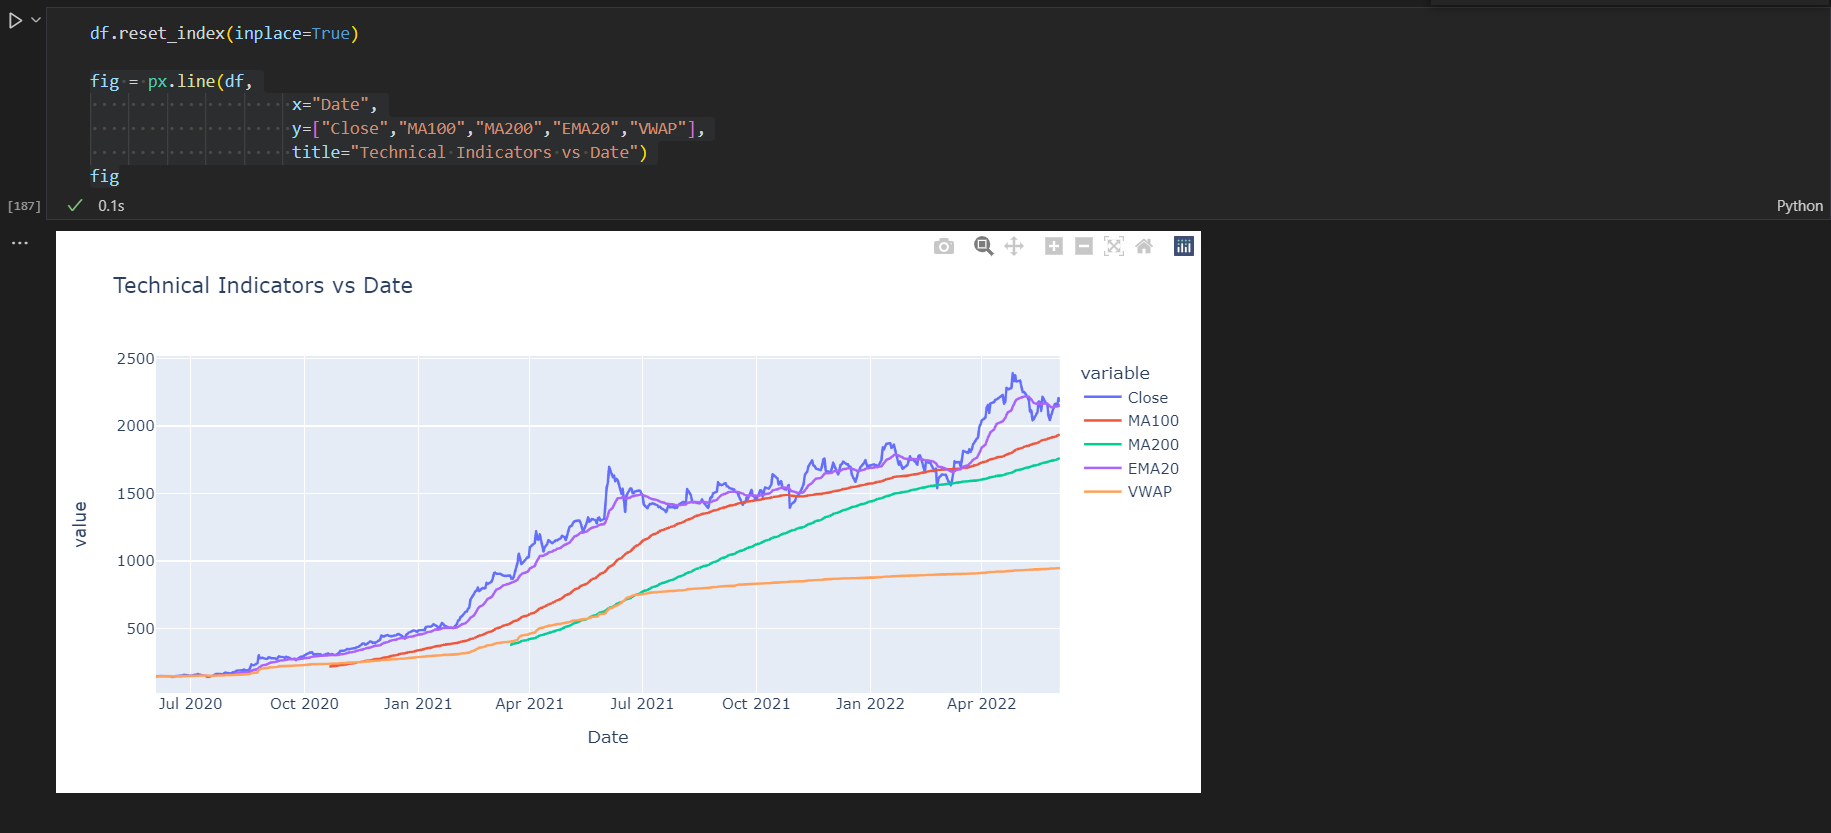 df.reset_index(inplace=True)
fig = px.line(df,
x="Date",
y=["Close","MA100","MA200","EMA20","VWAP"],
title="Technical Indicators vs Date")
fig
[187]
0.1s
Python
Technical Indicators vs Date
2500
2000
1500
1000
500
value
Jul 2020
Oct 2020
Jan 2021
Apr 2021
Jul 2021
Oct 2021
Jan 2022
Apr 2022
Date
variable
Close
MA100
MA200
EMA20
VWAP